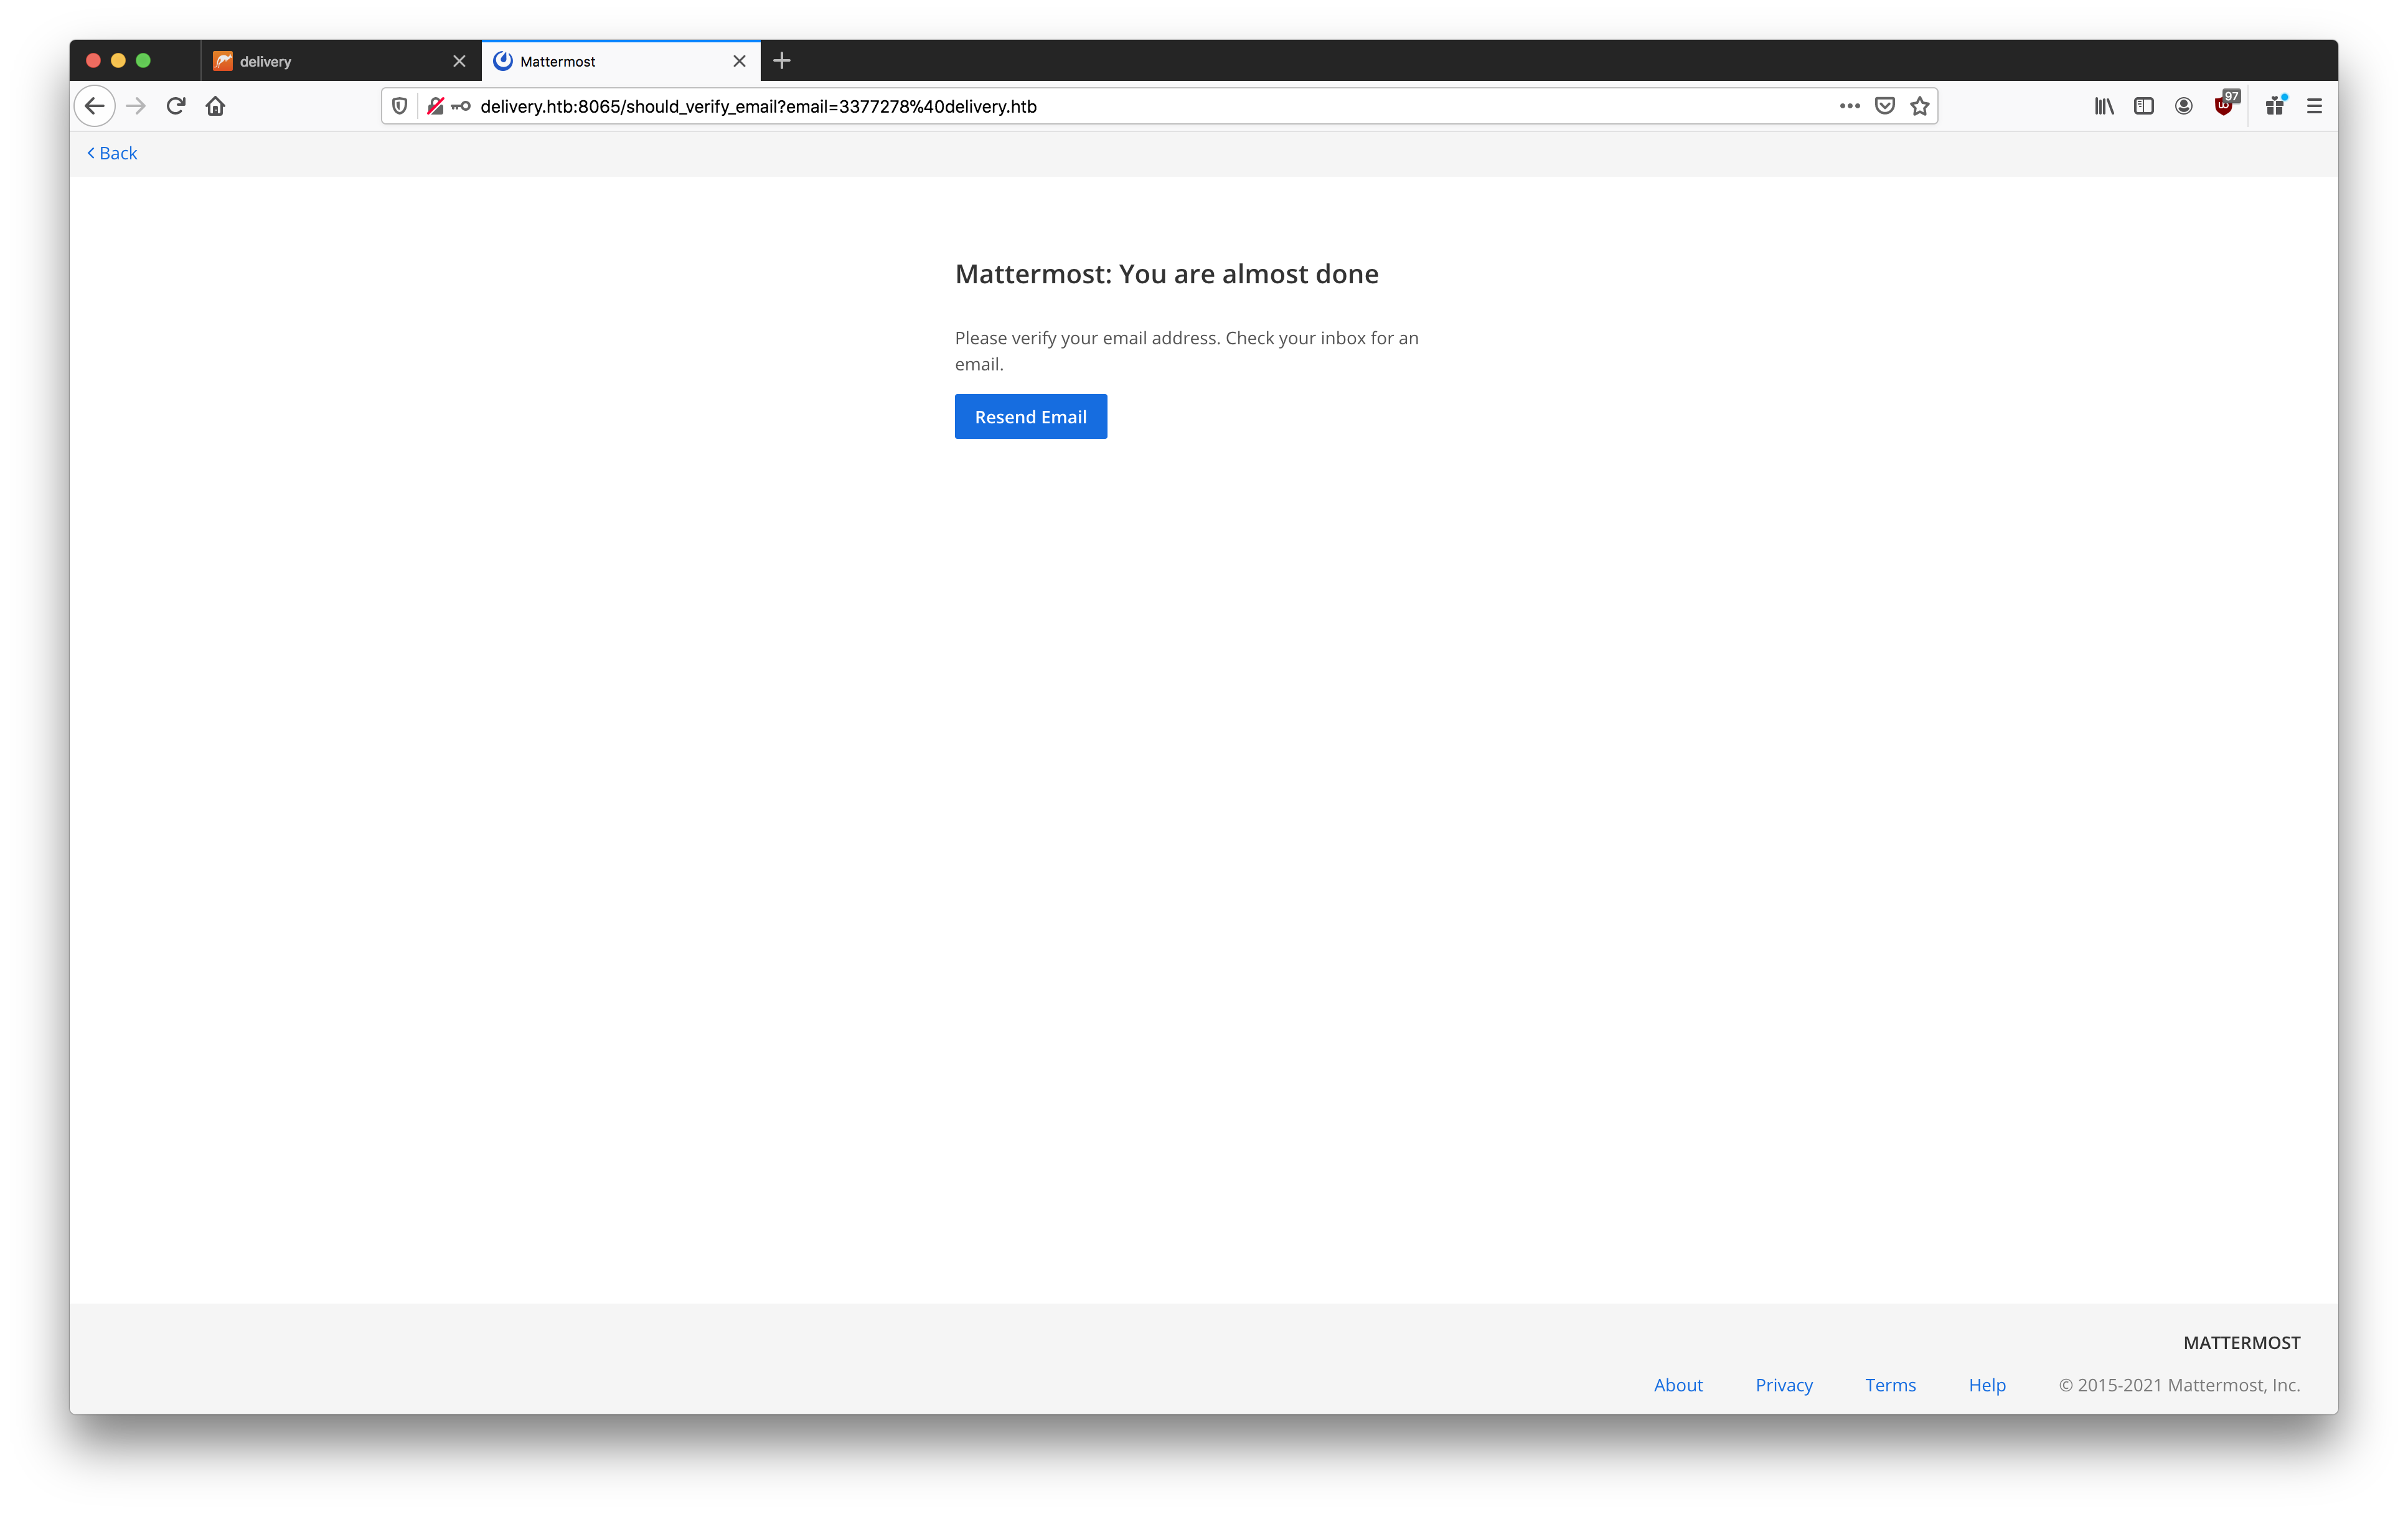 delivery
Mattermost
delivery.htb:8065/should_verify_email?email=3377278%40delivery.htb
97
Back
Mattermost: You are almost done
Please verify your email address. Check your inbox for an
email.
Resend Email
MATTERMOST
About Privacy Terms Help © 2015-2021 Mattermost, Inc.